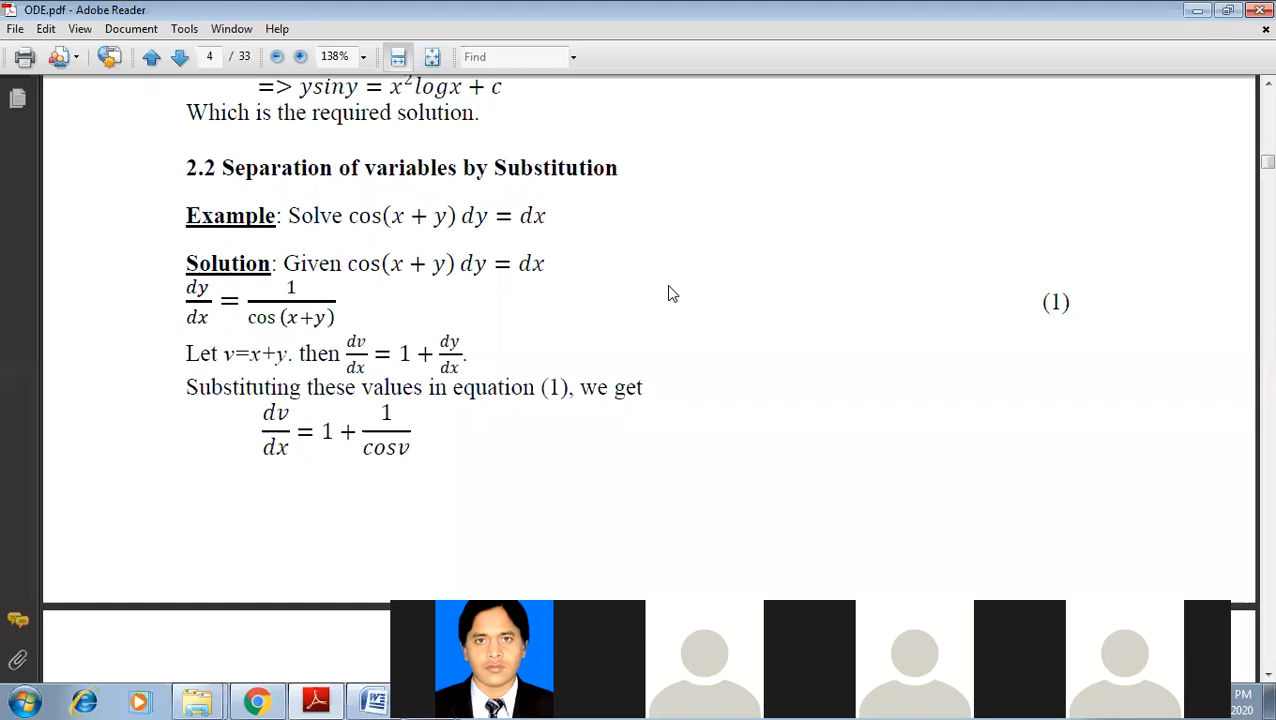 ODE.pdf - Adobe Reader
File Edit View Document Tools Window Help
4 / 33 138% Find
=> ysiny = x²logx + c
Which is the required solution.
2.2 Separation of variables by Substitution
Example: Solve cos(x + y) dy = dx
Solution: Given cos(x + y) dy = dx
dy/dx = 1/cos (x+y) (1)
Let v=x+y. then dv/dx = 1 + dy/dx.
Substituting these values in equation (1), we get
dv/dx = 1 + 1/cosv
PM
2020